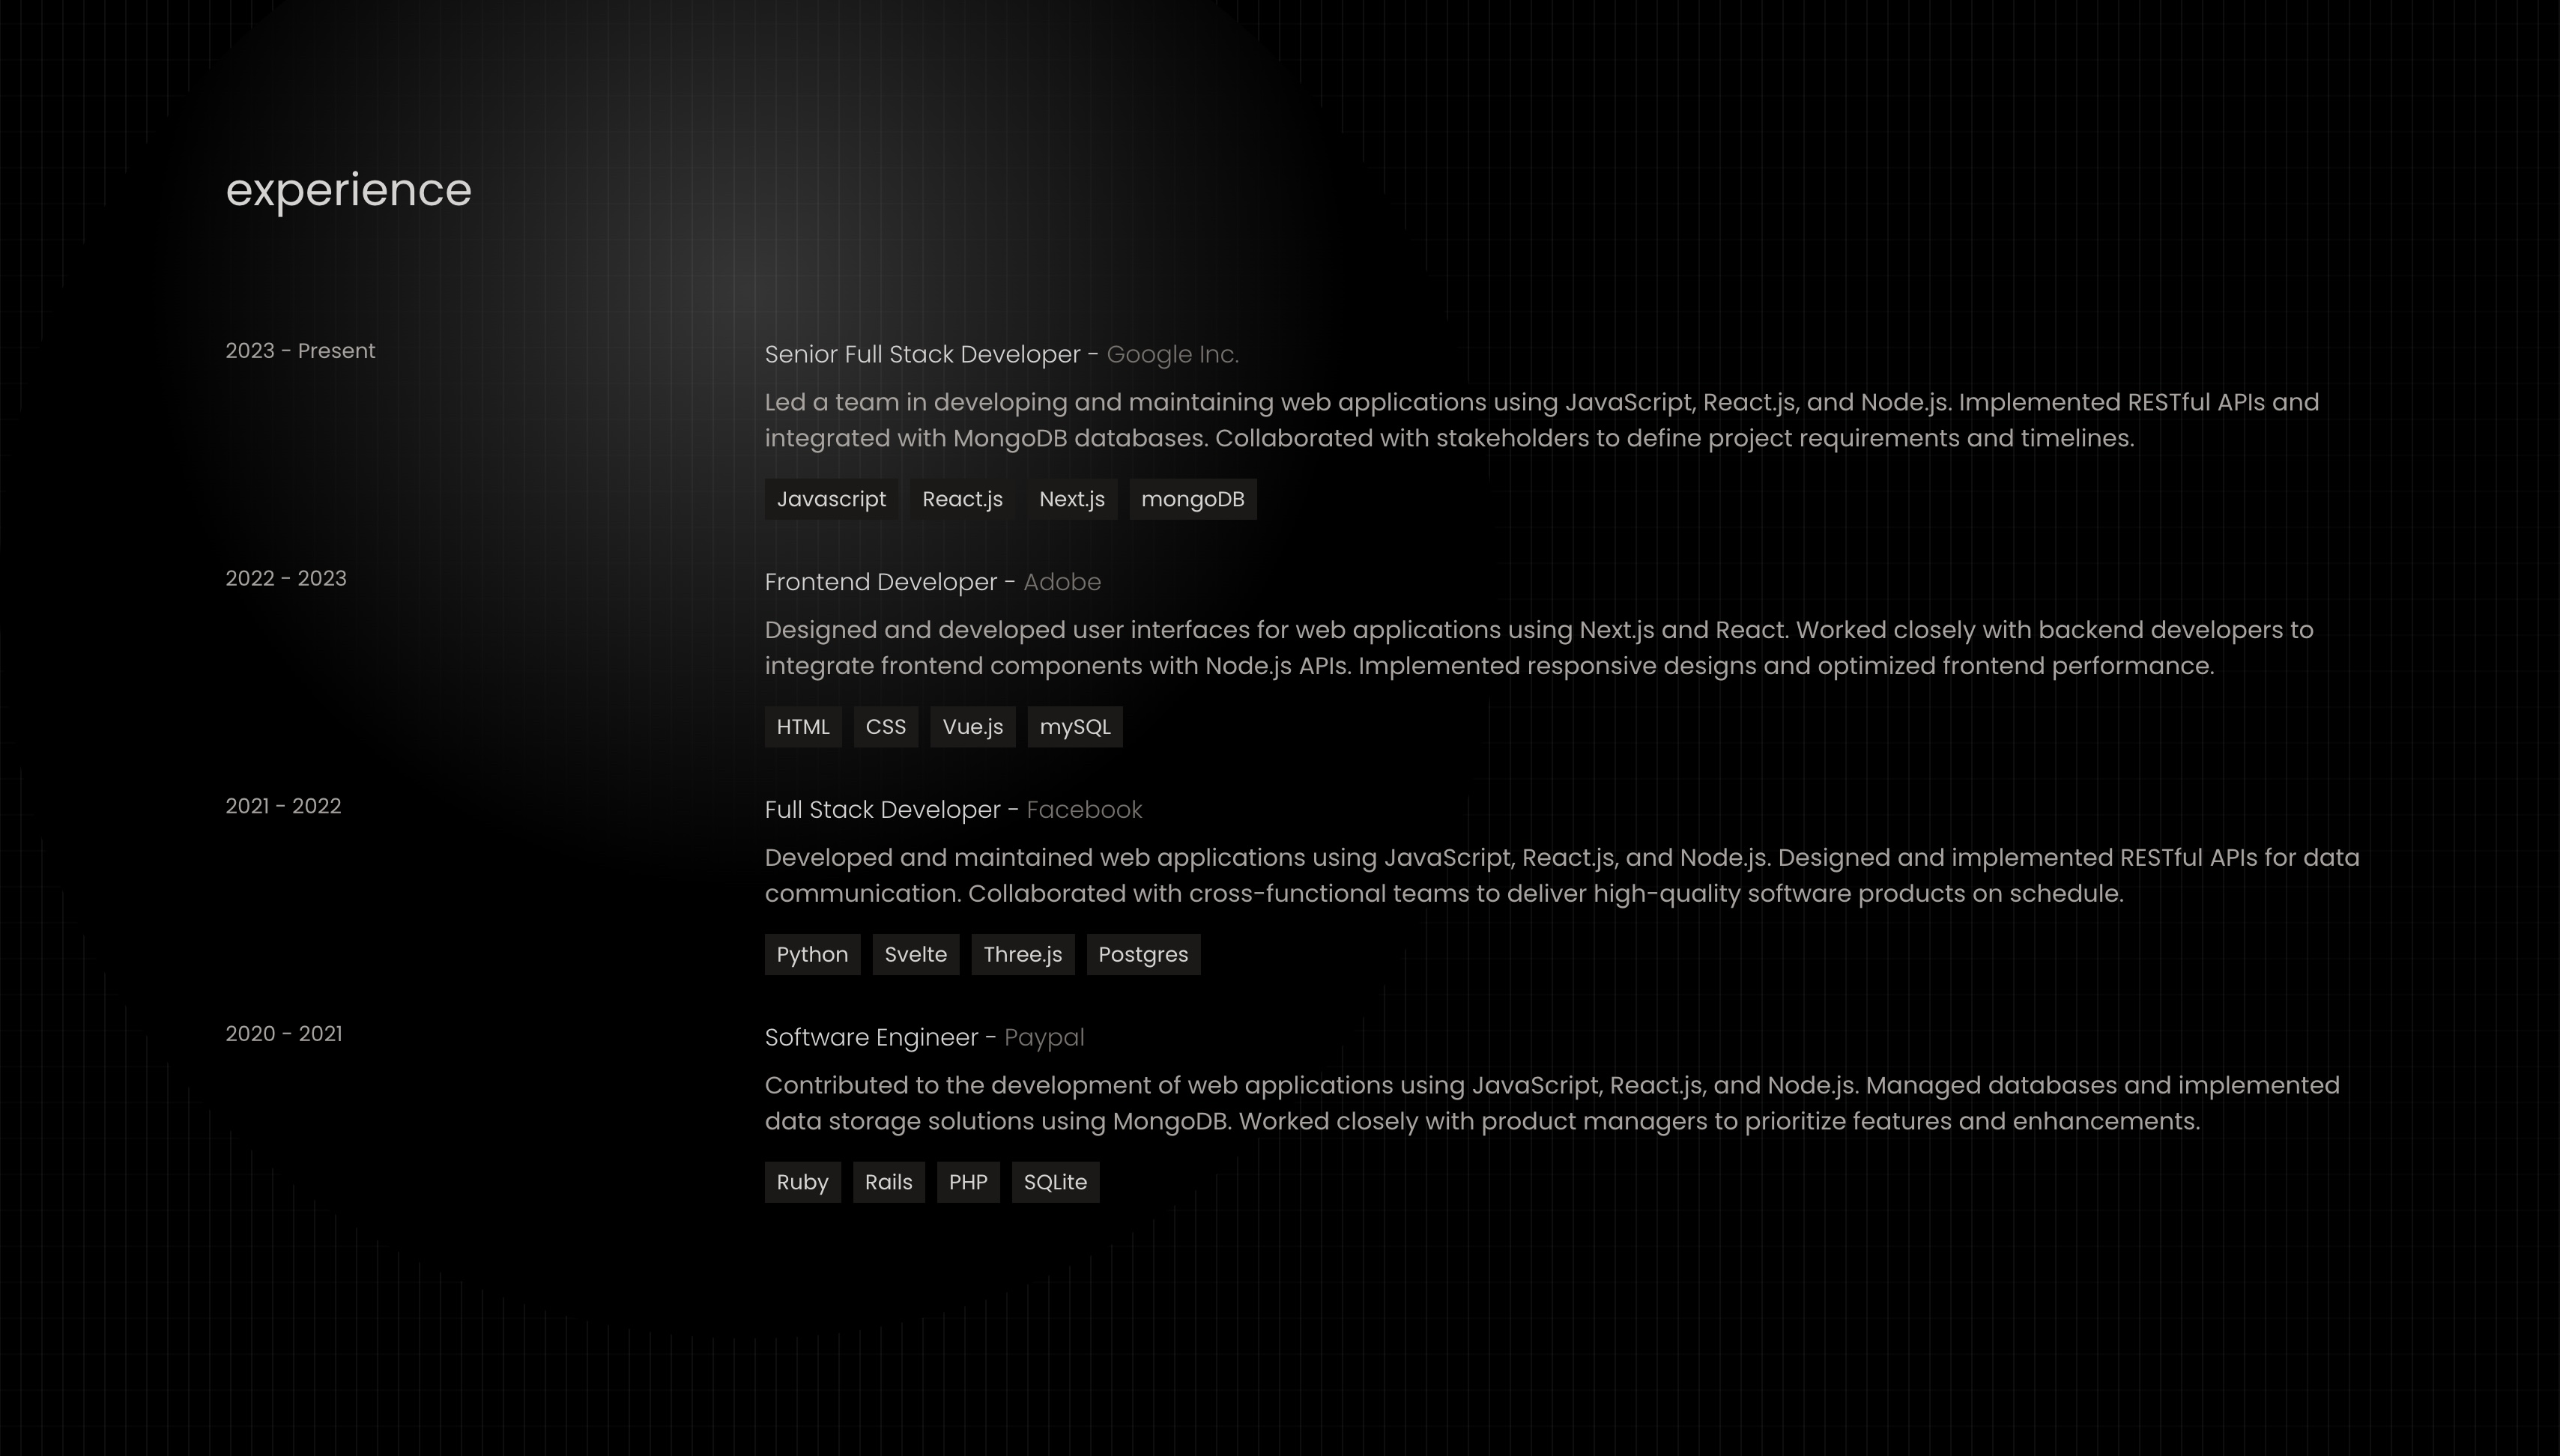 experience
2023 - Present
Senior Full Stack Developer - Google Inc.
Led a team in developing and maintaining web applications using JavaScript, React.js, and Node.js. Implemented RESTful APIs and
integrated with MongoDB databases. Collaborated with stakeholders to define project requirements and timelines.
Javascript React.js Next.js mongoDB
2022 - 2023
Frontend Developer - Adobe
Designed and developed user interfaces for web applications using Next.js and React. Worked closely with backend developers to
integrate frontend components with Node.js APIs. Implemented responsive designs and optimized frontend performance.
HTML CSS Vue.js mySQL
2021 - 2022
Full Stack Developer - Facebook
Developed and maintained web applications using JavaScript, React.js, and Node.js. Designed and implemented RESTful APIs for data
communication. Collaborated with cross-functional teams to deliver high-quality software products on schedule.
Python Svelte Three.js Postgres
2020 - 2021
Software Engineer - Paypal
Contributed to the development of web applications using JavaScript, React.js, and Node.js. Managed databases and implemented
data storage solutions using MongoDB. Worked closely with product managers to prioritize features and enhancements.
Ruby Rails PHP SQLite